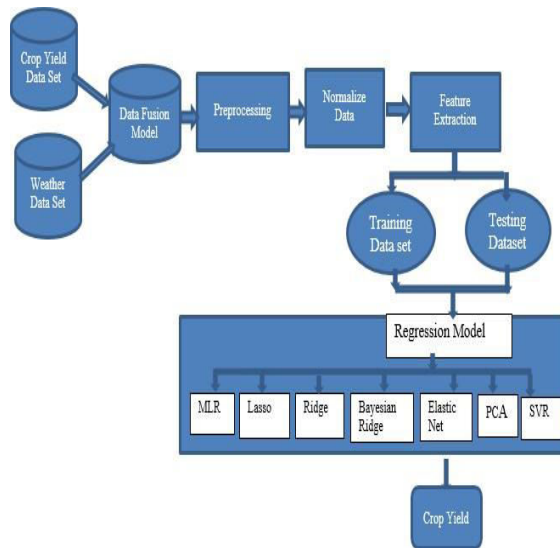 Crop Yield
Data Set
Data Fusion
Model
Preprocessing
Normalize
Data
Feature
Extraction
Weather
Data Set
Training
Data set
Testing
Dataset
Regression Model
MLR
Lasso
Ridge
Bayesian
Ridge
Elastic
Net
PCA
SVR
Crop Yield